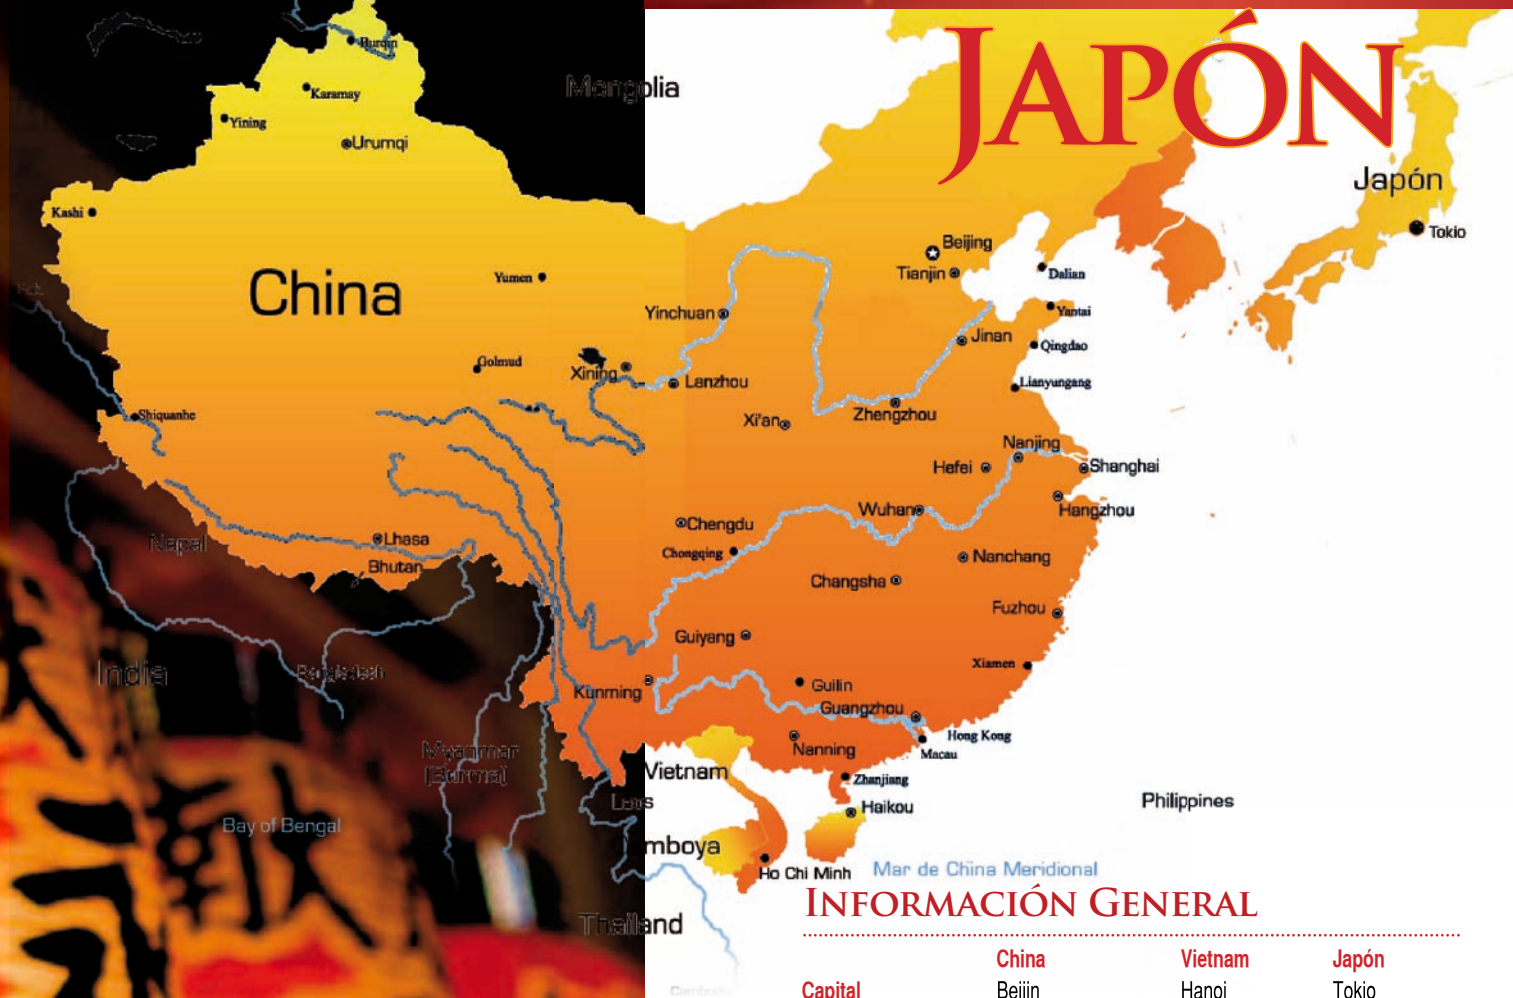 JAPÓN
Burqin
Mongolia
Karamay
Yining
Urumqi
Japón
Kashi
Tokio
Beijing
Tianjin
Dalian
China
Yumen
Yinchuan
Yantai
Jinan
Qingdao
Golmud
Xining
Lanzhou
Lianyungang
Shiquanhe
Xi'an
Zhengzhou
Nanjing
Hefei
Shanghai
Wuhan
Hangzhou
Chengdu
Nepal
Lhasa
Chongqing
Nanchang
Bhutan
Changsha
Fuzhou
Guiyang
Xiamen
India
Bangladesh
Kunming
Guilin
Guangzhou
Hong Kong
Nanning
Macau
Myanmar
(Burma)
Vietnam
Zhanjiang
Laos
Haikou
Philippines
Bay of Bengal
Camboya
Ho Chi Minh
Mar de China Meridional
INFORMACIÓN GENERAL
Thailand
China Vietnam Japón
Capital Beijin Hanoi Tokio
Cambodia